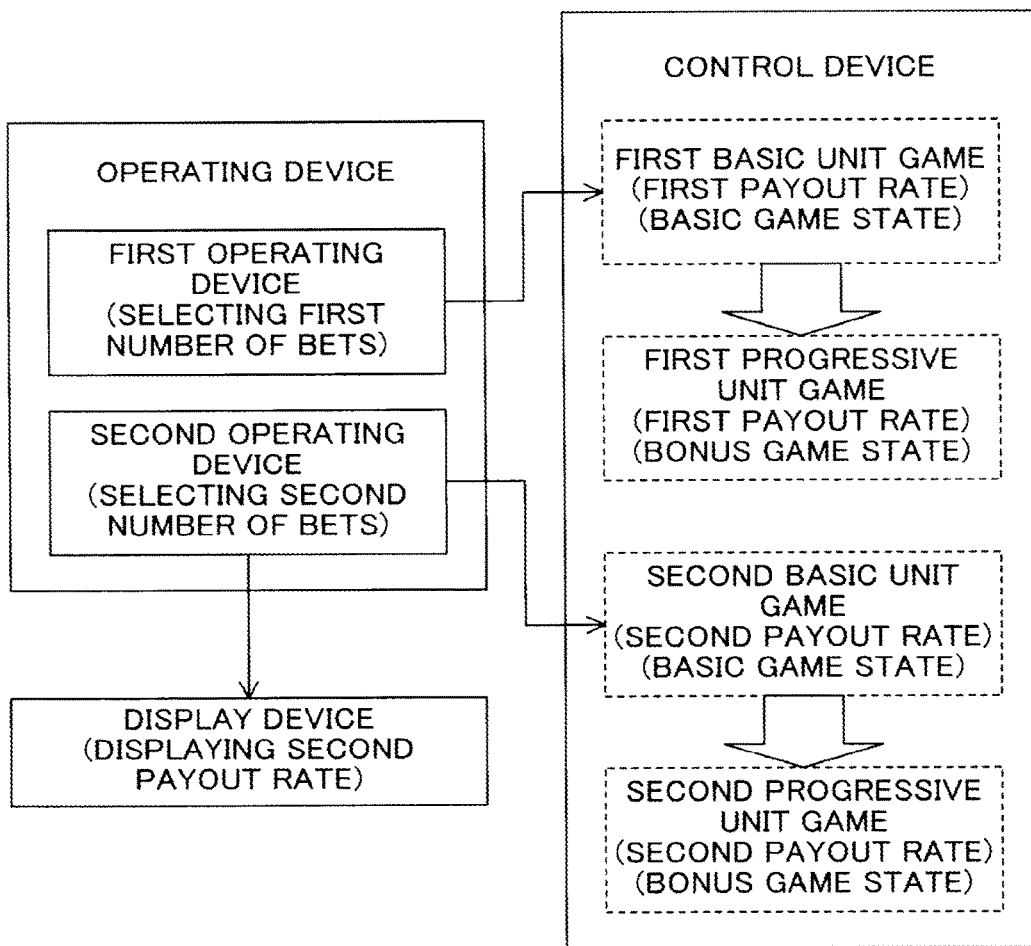 OPERATING DEVICE
FIRST OPERATING
DEVICE
(SELECTING FIRST
NUMBER OF BETS)
SECOND OPERATING
DEVICE
(SELECTING SECOND
NUMBER OF BETS)
DISPLAY DEVICE
(DISPLAYING SECOND
PAYOUT RATE)
CONTROL DEVICE
FIRST BASIC UNIT GAME
(FIRST PAYOUT RATE)
(BASIC GAME STATE)
FIRST PROGRESSIVE
UNIT GAME
(FIRST PAYOUT RATE)
(BONUS GAME STATE)
SECOND BASIC UNIT
GAME
(SECOND PAYOUT RATE)
(BASIC GAME STATE)
SECOND PROGRESSIVE
UNIT GAME
(SECOND PAYOUT RATE)
(BONUS GAME STATE)